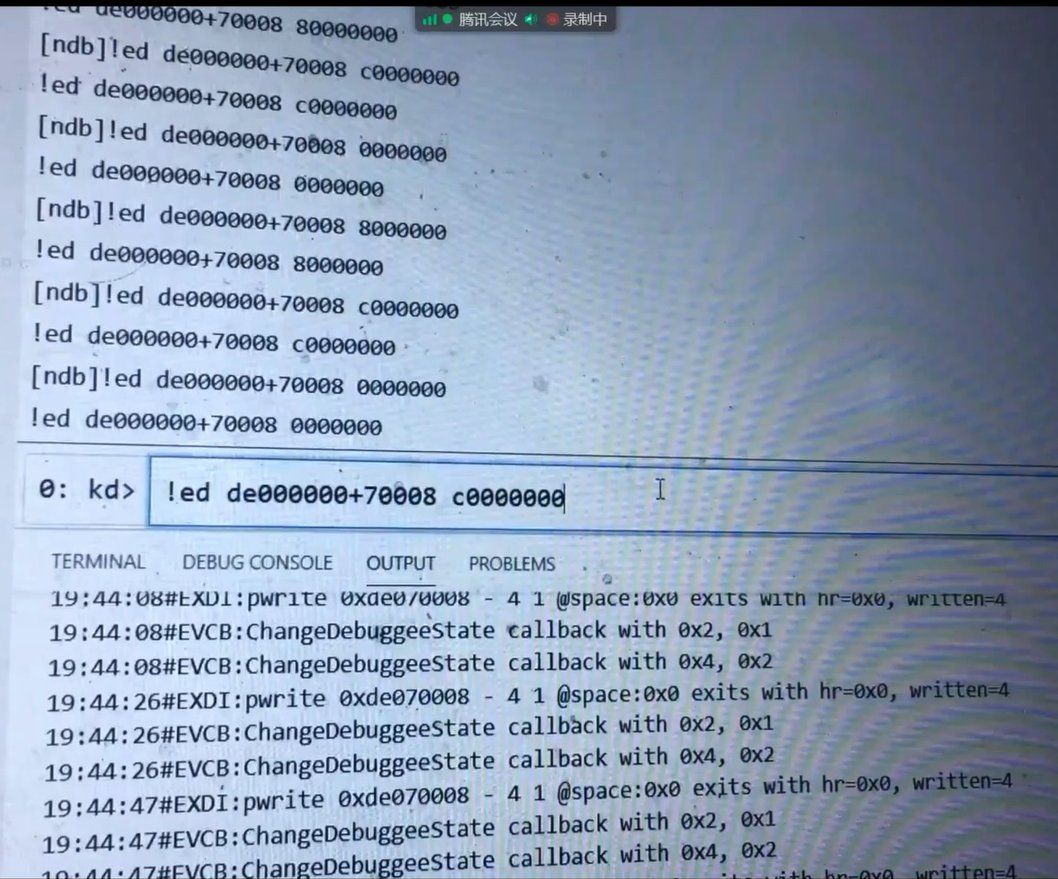 !ed de000000+70008 80000000
腾讯会议 录制中
[ndb]!ed de000000+70008 c0000000
!ed de000000+70008 c0000000
[ndb]!ed de000000+70008 0000000
!ed de000000+70008 0000000
[ndb]!ed de000000+70008 8000000
!ed de000000+70008 8000000
[ndb]!ed de000000+70008 c0000000
!ed de000000+70008 c0000000
[ndb]!ed de000000+70008 0000000
!ed de000000+70008 0000000
0: kd> !ed de000000+70008 c0000000
TERMINAL DEBUG CONSOLE OUTPUT PROBLEMS
19:44:08#EXDI:pwrite 0xde070008 - 4 1 @space:0x0 exits with hr=0x0, written=4
19:44:08#EVCB:ChangeDebuggeeState callback with 0x2, 0x1
19:44:08#EVCB:ChangeDebuggeeState callback with 0x4, 0x2
19:44:26#EXDI:pwrite 0xde070008 - 4 1 @space:0x0 exits with hr=0x0, written=4
19:44:26#EVCB:ChangeDebuggeeState callback with 0x2, 0x1
19:44:26#EVCB:ChangeDebuggeeState callback with 0x4, 0x2
19:44:47#EXDI:pwrite 0xde070008 - 4 1 @space:0x0 exits with hr=0x0, written=4
19:44:47#EVCB:ChangeDebuggeeState callback with 0x2, 0x1
19:44:47#EVCB:ChangeDebuggeeState callback with 0x4, 0x2
with hr=0x0, written=4